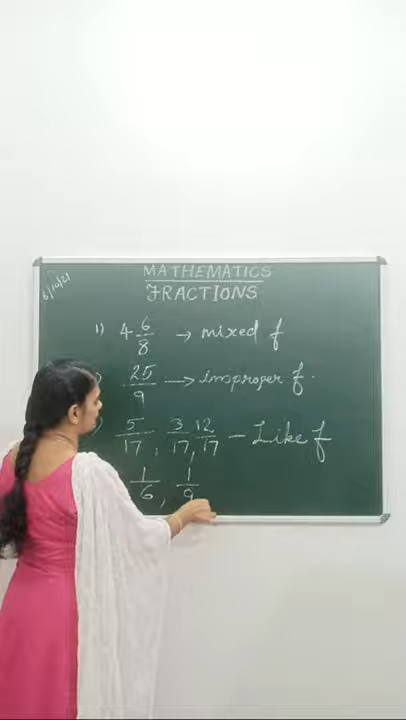 MATHEMATICS
FRACTIONS
6/10/21
1) 4 6/8 → mixed f
25/9 → improper f.
5/17, 3/17, 12/17 - Like f
1/6, 1/9